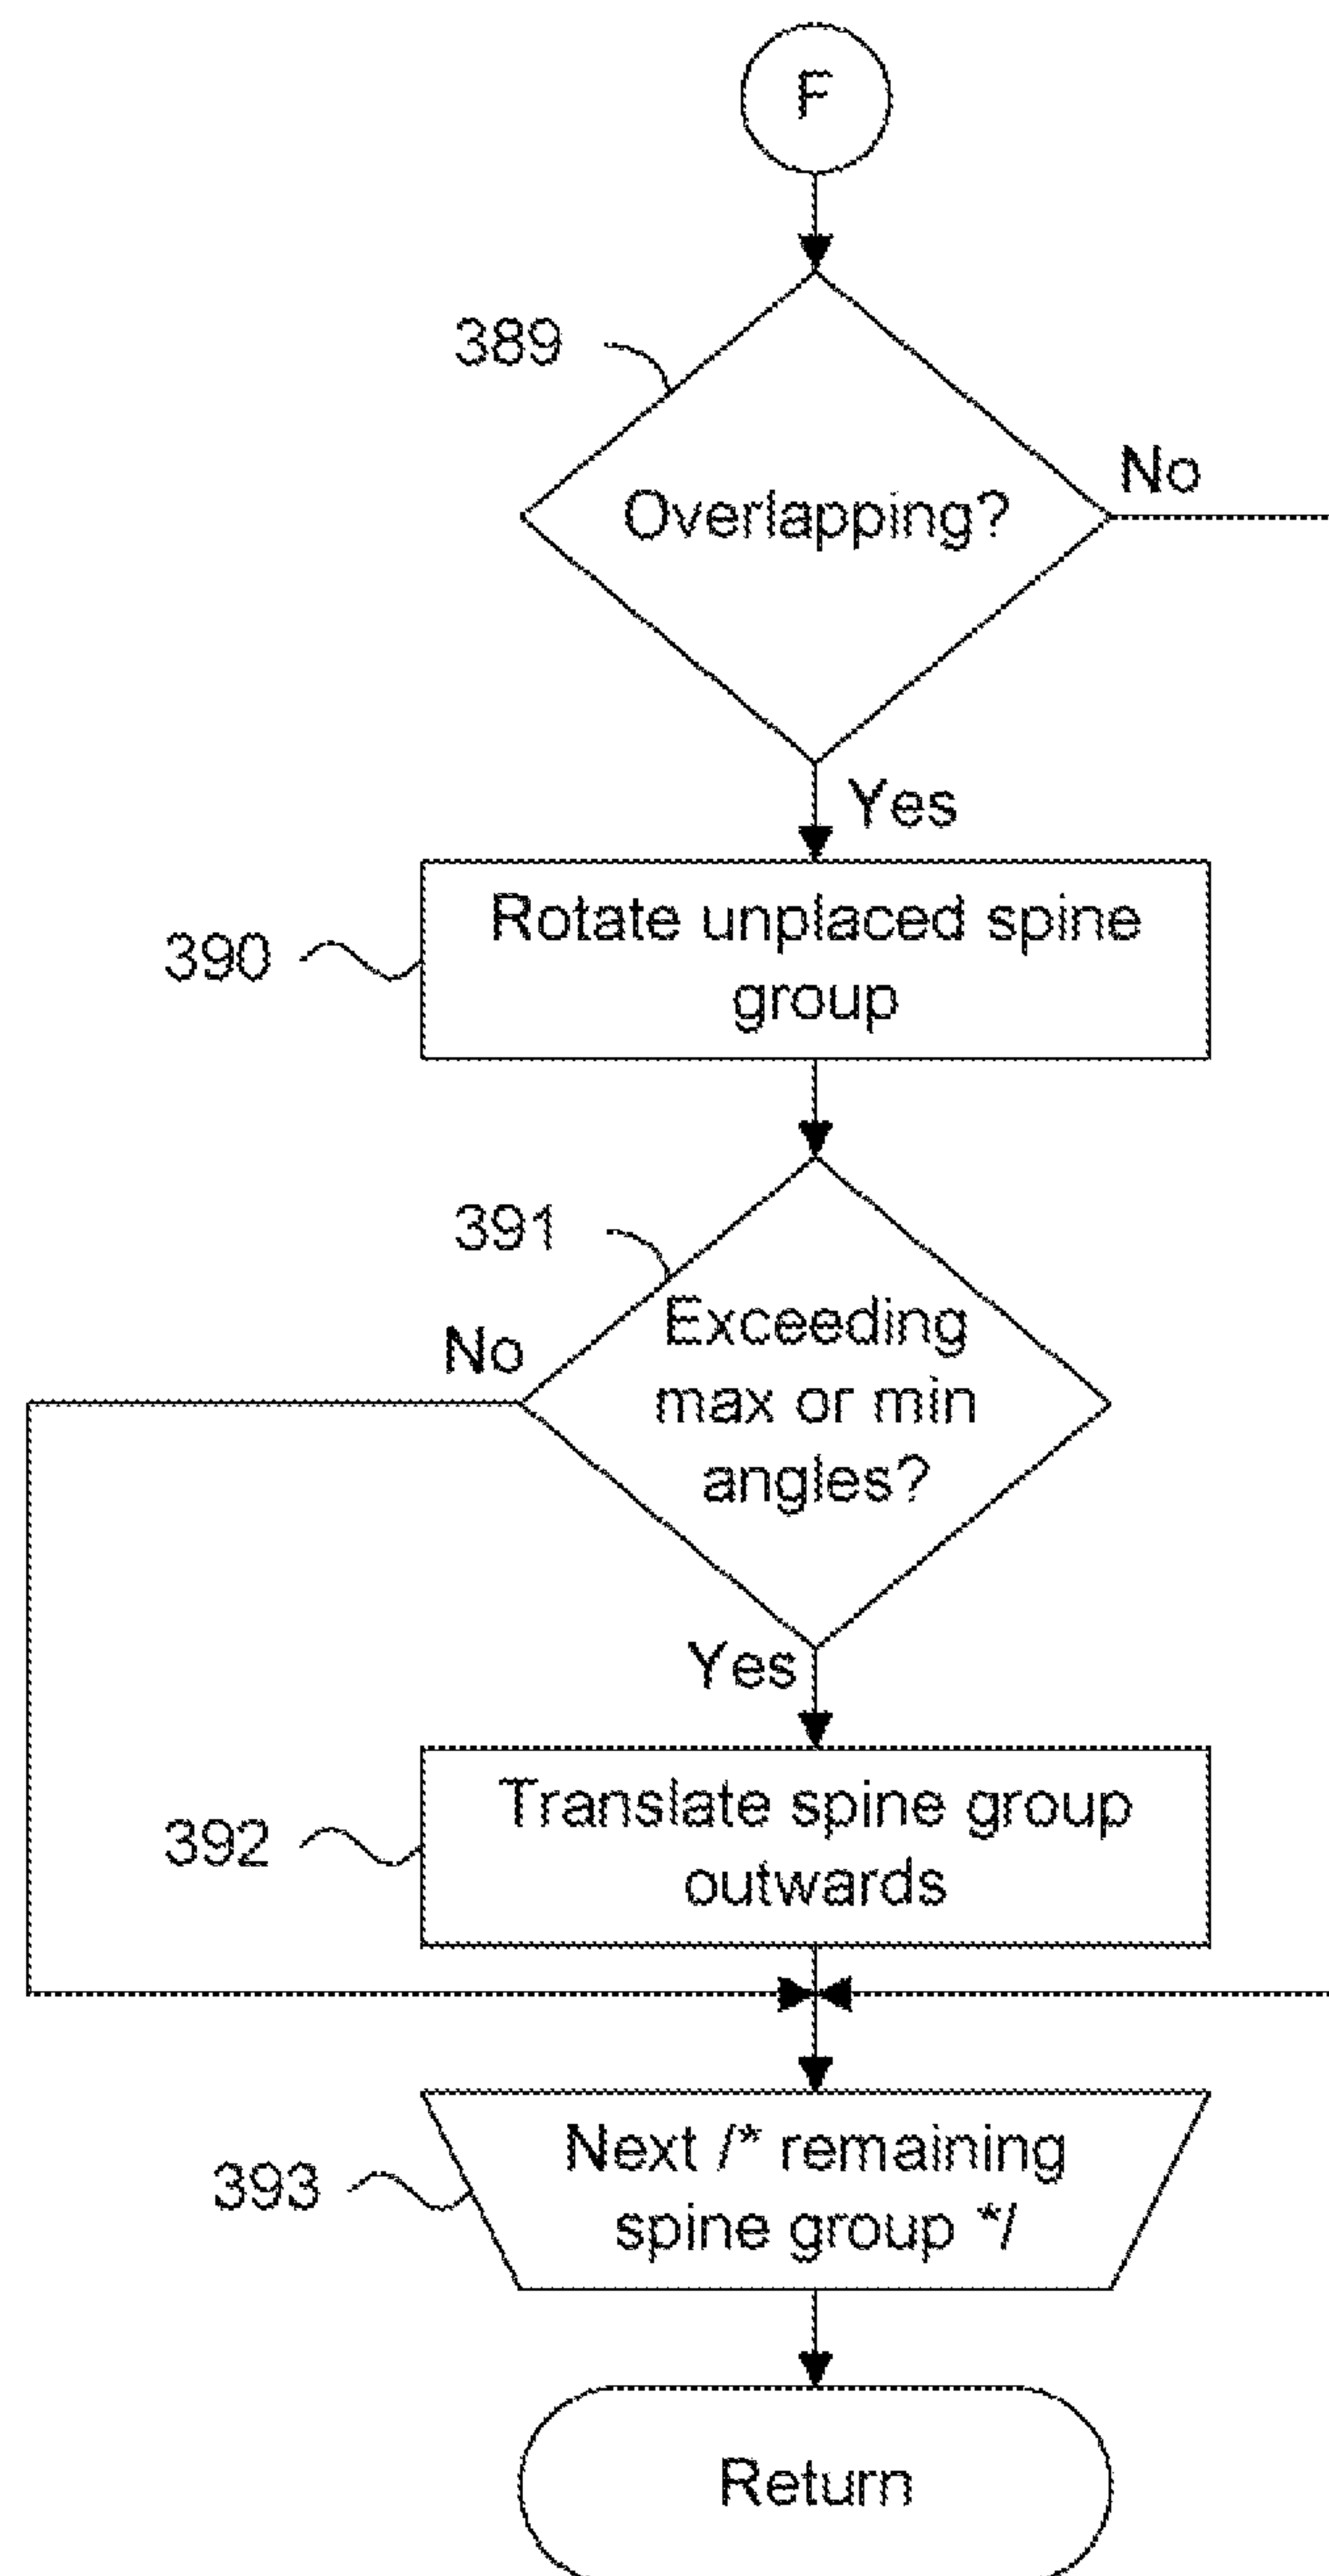 F
389
Overlapping?
No
Yes
390
Rotate unplaced spine
group
391
No
Exceeding
max or min
angles?
Yes
392
Translate spine group
outwards
393
Next /* remaining
spine group */
Return